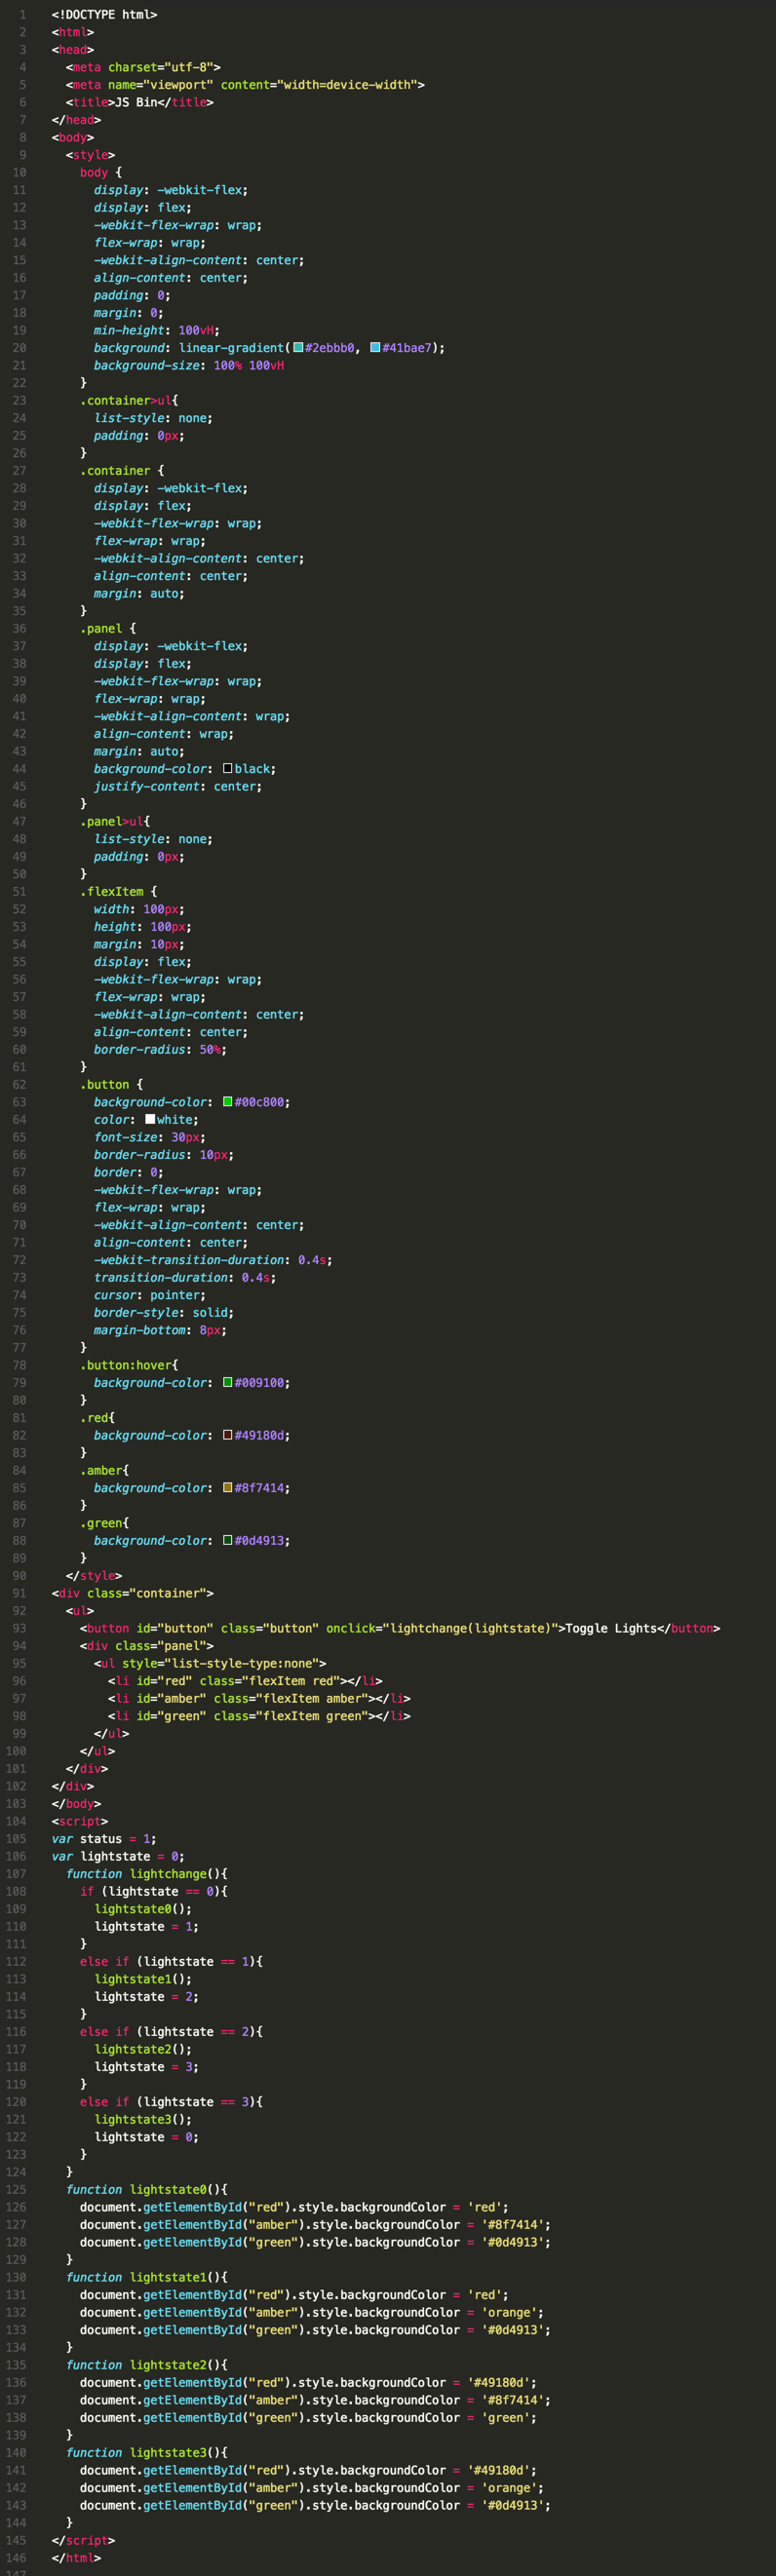 1 <!DOCTYPE html>
2 <html>
3 <head>
4 <meta charset="utf-8">
5 <meta name="viewport" content="width=device-width">
6 <title>JS Bin</title>
7 </head>
8 <body>
9 <style>
10 body {
11 display: -webkit-flex;
12 display: flex;
13 -webkit-flex-wrap: wrap;
14 flex-wrap: wrap;
15 -webkit-align-content: center;
16 align-content: center;
17 padding: 0;
18 margin: 0;
19 min-height: 100vH;
20 background: linear-gradient(#2ebbb0, #41bae7);
21 background-size: 100% 100vH
22 }
23 .container>ul{
24 list-style: none;
25 padding: 0px;
26 }
27 .container {
28 display: -webkit-flex;
29 display: flex;
30 -webkit-flex-wrap: wrap;
31 flex-wrap: wrap;
32 -webkit-align-content: center;
33 align-content: center;
34 margin: auto;
35 }
36 .panel {
37 display: -webkit-flex;
38 display: flex;
39 -webkit-flex-wrap: wrap;
40 flex-wrap: wrap;
41 -webkit-align-content: wrap;
42 align-content: wrap;
43 margin: auto;
44 background-color: black;
45 justify-content: center;
46 }
47 .panel>ul{
48 list-style: none;
49 padding: 0px;
50 }
51 .flexItem {
52 width: 100px;
53 height: 100px;
54 margin: 10px;
55 display: flex;
56 -webkit-flex-wrap: wrap;
57 flex-wrap: wrap;
58 -webkit-align-content: center;
59 align-content: center;
60 border-radius: 50%;
61 }
62 .button {
63 background-color: #00c800;
64 color: white;
65 font-size: 30px;
66 border-radius: 10px;
67 border: 0;
68 -webkit-flex-wrap: wrap;
69 flex-wrap: wrap;
70 -webkit-align-content: center;
71 align-content: center;
72 -webkit-transition-duration: 0.4s;
73 transition-duration: 0.4s;
74 cursor: pointer;
75 border-style: solid;
76 margin-bottom: 8px;
77 }
78 .button:hover{
79 background-color: #009100;
80 }
81 .red{
82 background-color: #49180d;
83 }
84 .amber{
85 background-color: #8f7414;
86 }
87 .green{
88 background-color: #0d4913;
89 }
90 </style>
91 <div class="container">
92 <ul>
93 <button id="button" class="button" onclick="lightchange(lightstate)">Toggle Lights</button>
94 <div class="panel">
95 <ul style="list-style-type:none">
96 <li id="red" class="flexItem red"></li>
97 <li id="amber" class="flexItem amber"></li>
98 <li id="green" class="flexItem green"></li>
99 </ul>
100 </ul>
101 </div>
102 </div>
103 </body>
104 <script>
105 var status = 1;
106 var lightstate = 0;
107 function lightchange(){
108 if (lightstate == 0){
109 lightstate0();
110 lightstate = 1;
111 }
112 else if (lightstate == 1){
113 lightstate1();
114 lightstate = 2;
115 }
116 else if (lightstate == 2){
117 lightstate2();
118 lightstate = 3;
119 }
120 else if (lightstate == 3){
121 lightstate3();
122 lightstate = 0;
123 }
124 }
125 function lightstate0(){
126 document.getElementById("red").style.backgroundColor = 'red';
127 document.getElementById("amber").style.backgroundColor = '#8f7414';
128 document.getElementById("green").style.backgroundColor = '#0d4913';
129 }
130 function lightstate1(){
131 document.getElementById("red").style.backgroundColor = 'red';
132 document.getElementById("amber").style.backgroundColor = 'orange';
133 document.getElementById("green").style.backgroundColor = '#0d4913';
134 }
135 function lightstate2(){
136 document.getElementById("red").style.backgroundColor = '#49180d';
137 document.getElementById("amber").style.backgroundColor = '#8f7414';
138 document.getElementById("green").style.backgroundColor = 'green';
139 }
140 function lightstate3(){
141 document.getElementById("red").style.backgroundColor = '#49180d';
142 document.getElementById("amber").style.backgroundColor = 'orange';
143 document.getElementById("green").style.backgroundColor = '#0d4913';
144 }
145 </script>
146 </html>
147